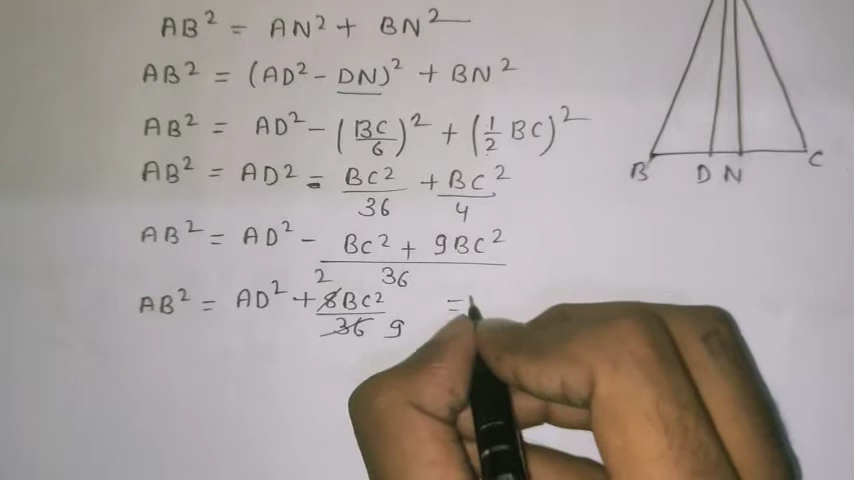 AB² = AN² + BN²
AB² = (AD² - DN)² + BN²
AB² = AD² - (BC/6)² + (1/2 BC)²
AB² = AD² - BC²/36 + BC²/4
AB² = AD² - BC² + 9BC²/36
AB² = AD² + 8BC²/36 2 9 =
B D N C